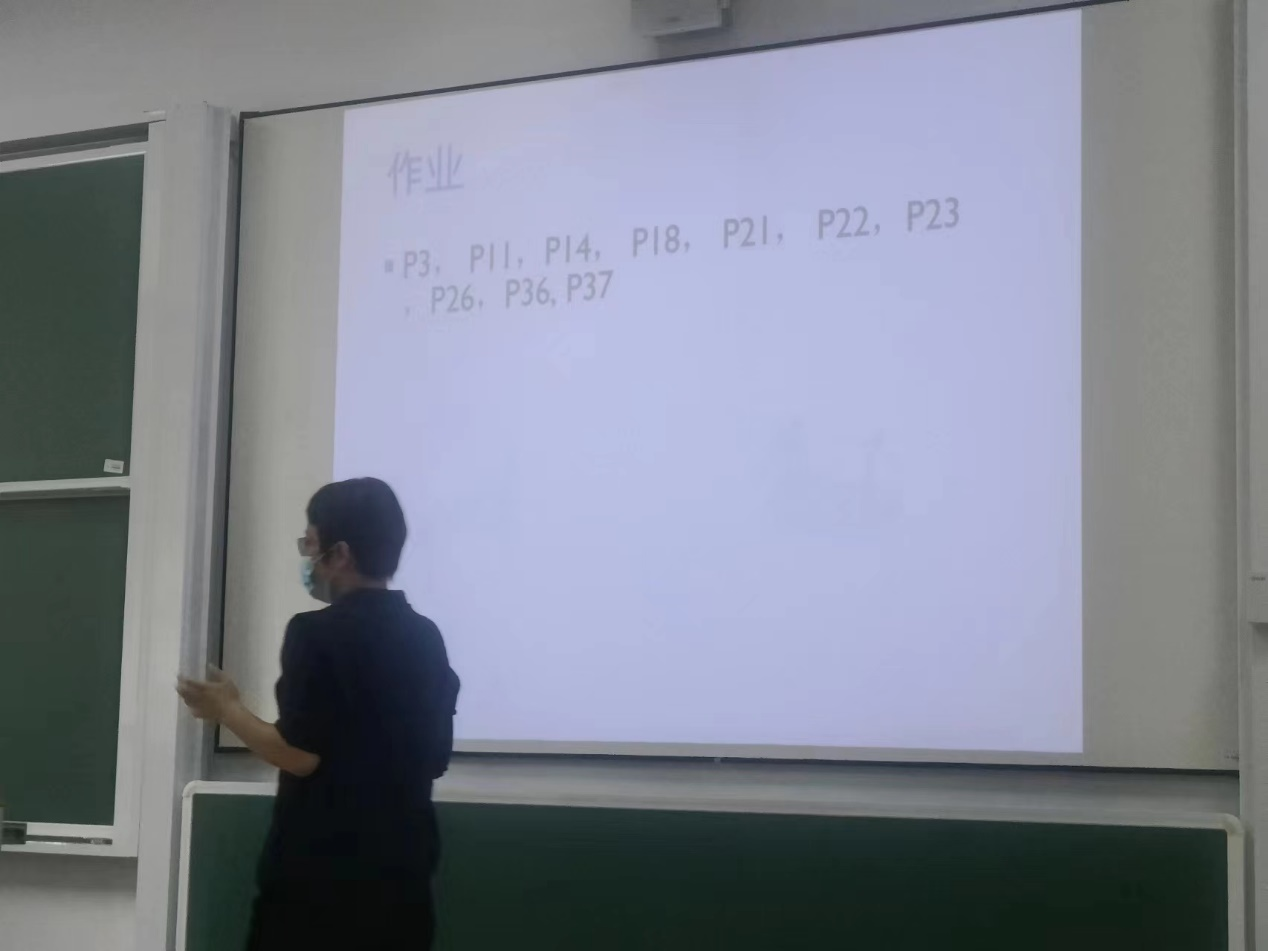 作业
P3， P11，P14， P18， P21， P22，P23
，P26，P36, P37